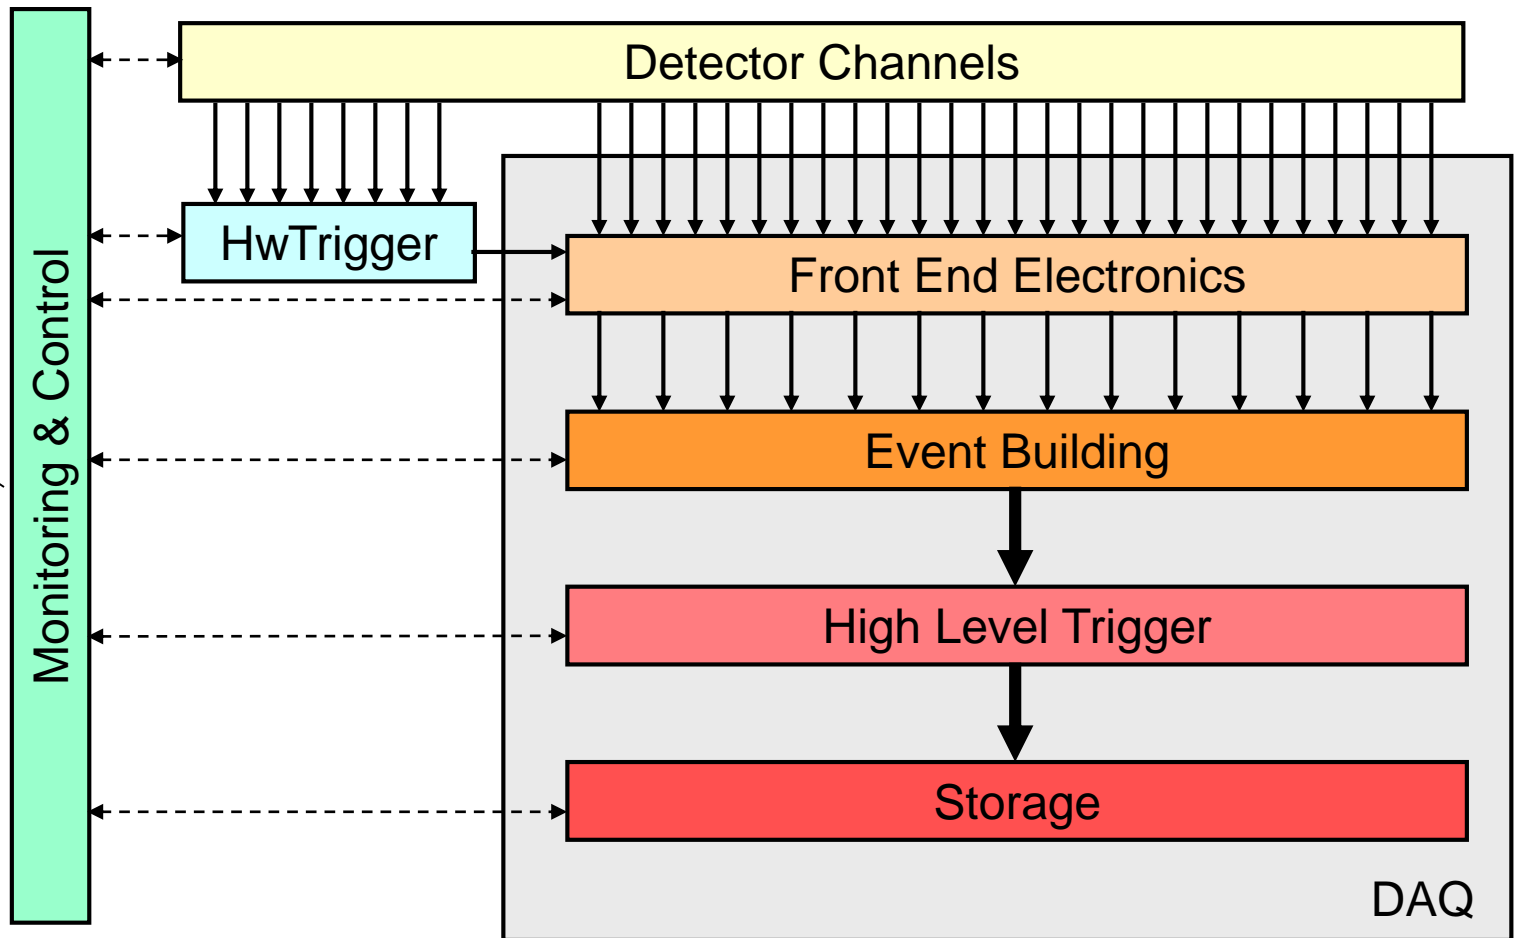 Detector Channels
HwTrigger
Front End Electronics
Monitoring & Control
Event Building
High Level Trigger
Storage
DAQ